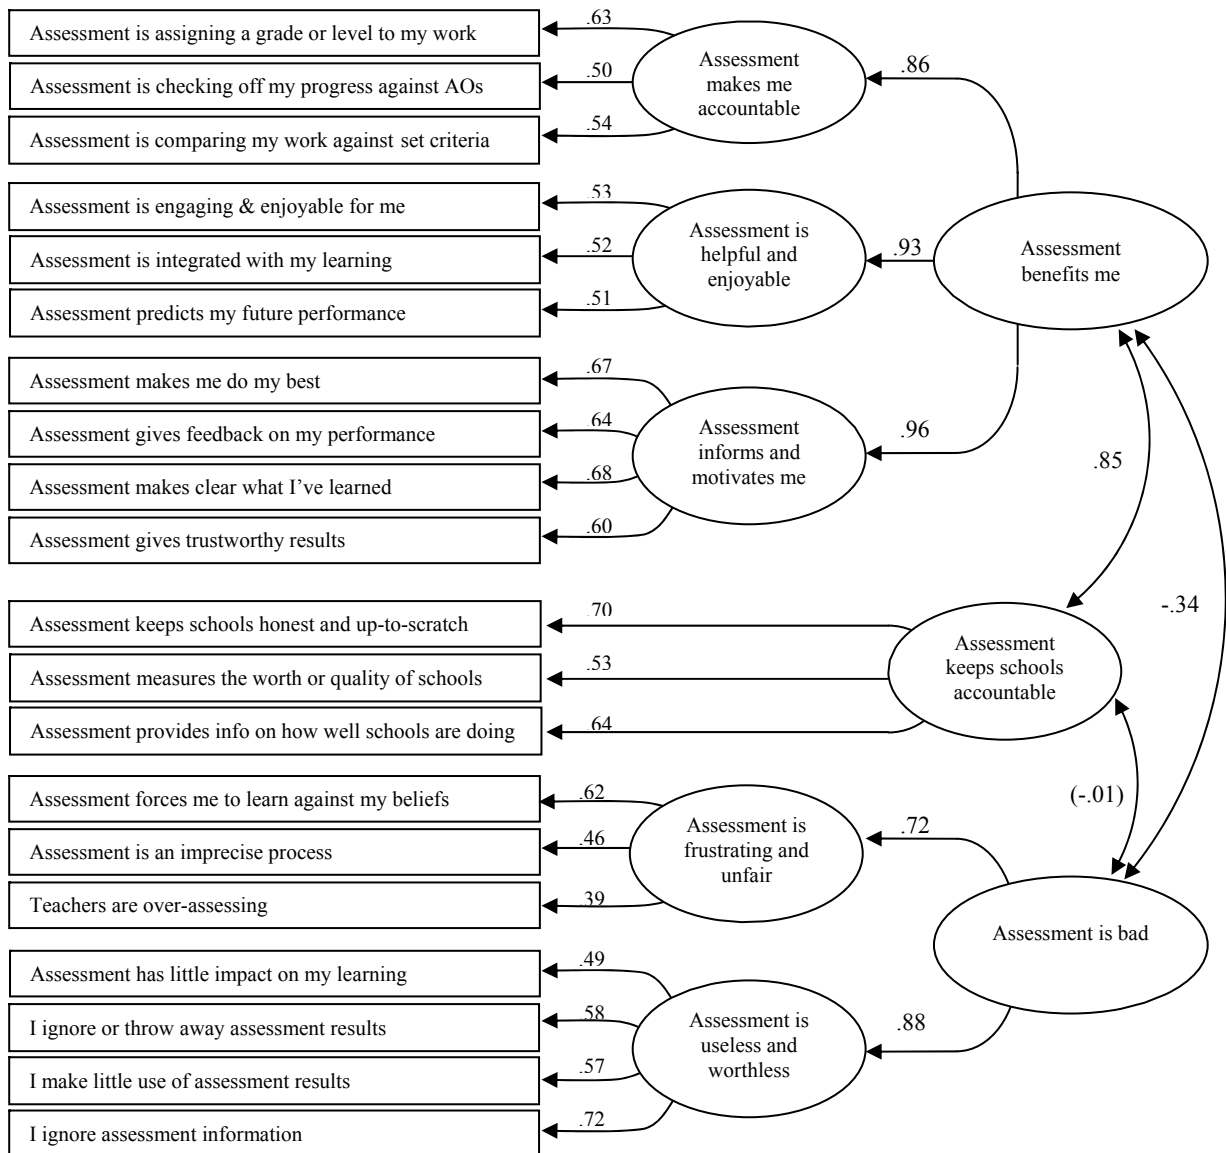 Assessment is assigning a grade or level to my work
Assessment is checking off my progress against AOs
Assessment is comparing my work against set criteria
.63
.50
.54
Assessment
makes me
accountable
.86
Assessment is engaging & enjoyable for me
Assessment is integrated with my learning
Assessment predicts my future performance
.53
.52
.51
Assessment is
helpful and
enjoyable
.93
Assessment
benefits me
Assessment makes me do my best
Assessment gives feedback on my performance
Assessment makes clear what I've learned
Assessment gives trustworthy results
.67
.64
.68
.60
Assessment
informs and
motivates me
.96
.85
-.34
Assessment keeps schools honest and up-to-scratch
Assessment measures the worth or quality of schools
Assessment provides info on how well schools are doing
.70
.53
.64
Assessment
keeps schools
accountable
(-.01)
Assessment forces me to learn against my beliefs
Assessment is an imprecise process
Teachers are over-assessing
.62
.46
.39
Assessment is
frustrating and
unfair
.72
Assessment is bad
Assessment has little impact on my learning
I ignore or throw away assessment results
I make little use of assessment results
I ignore assessment information
.49
.58
.57
.72
Assessment is
useless and
worthless
.88